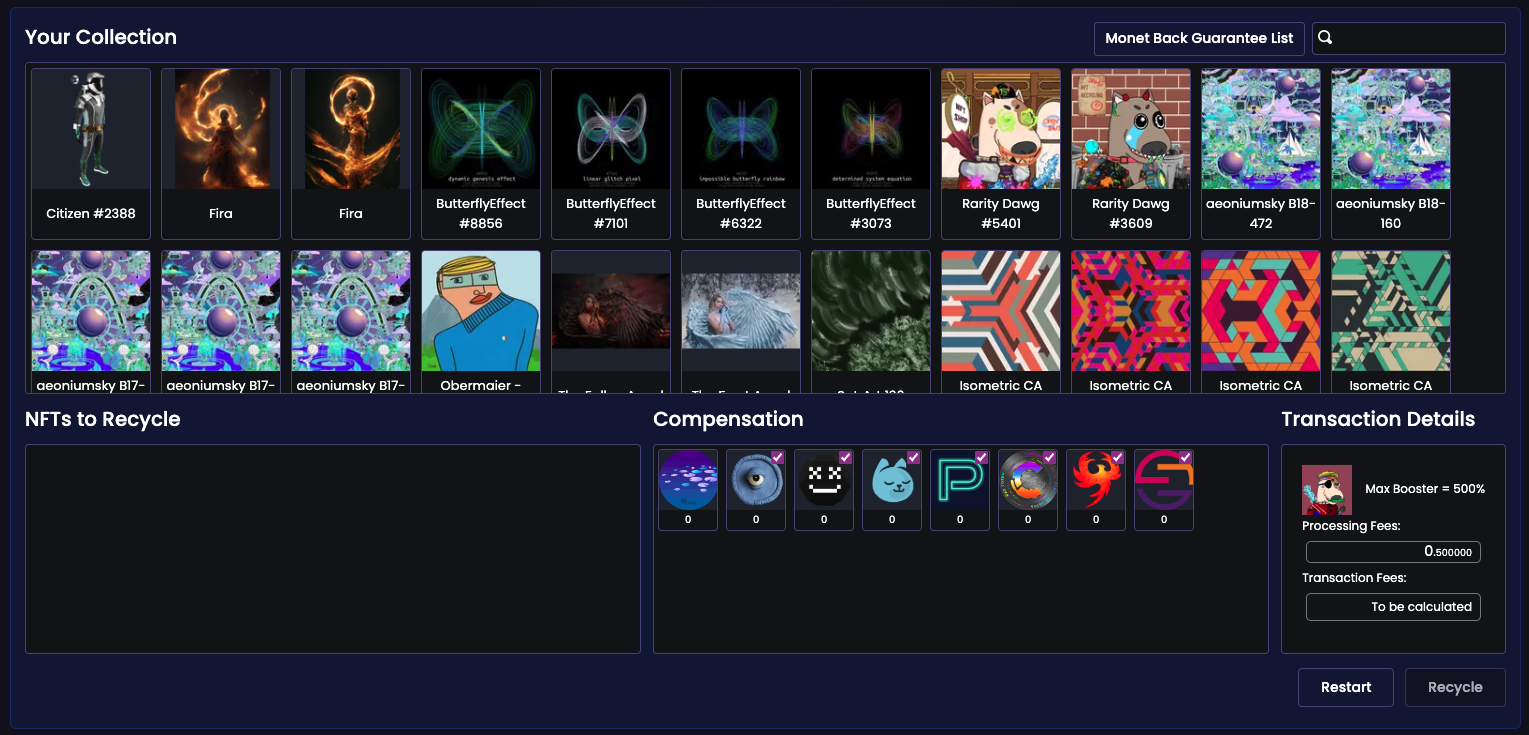 Your Collection
Monet Back Guarantee List
Citizen #2388
Fira
Fira
ButterflyEffect
#8856
ButterflyEffect
#7101
ButterflyEffect
#6322
ButterflyEffect
#3073
Rarity Dawg
#5401
Rarity Dawg
#3609
aeoniumsky B18-
472
aeoniumsky B18-
160
dynamic genesis effect
linear glitch pixel
impossible butterfly rainbow
determined system equation
aeoniumsky B17-
aeoniumsky B17-
aeoniumsky B17-
Obermaier -
Isometric CA
Isometric CA
Isometric CA
Isometric CA
NFTs to Recycle
Compensation
Transaction Details
0
0
0
0
0
0
0
0
Max Booster = 500%
Processing Fees:
0.500000
Transaction Fees:
To be calculated
Restart
Recycle